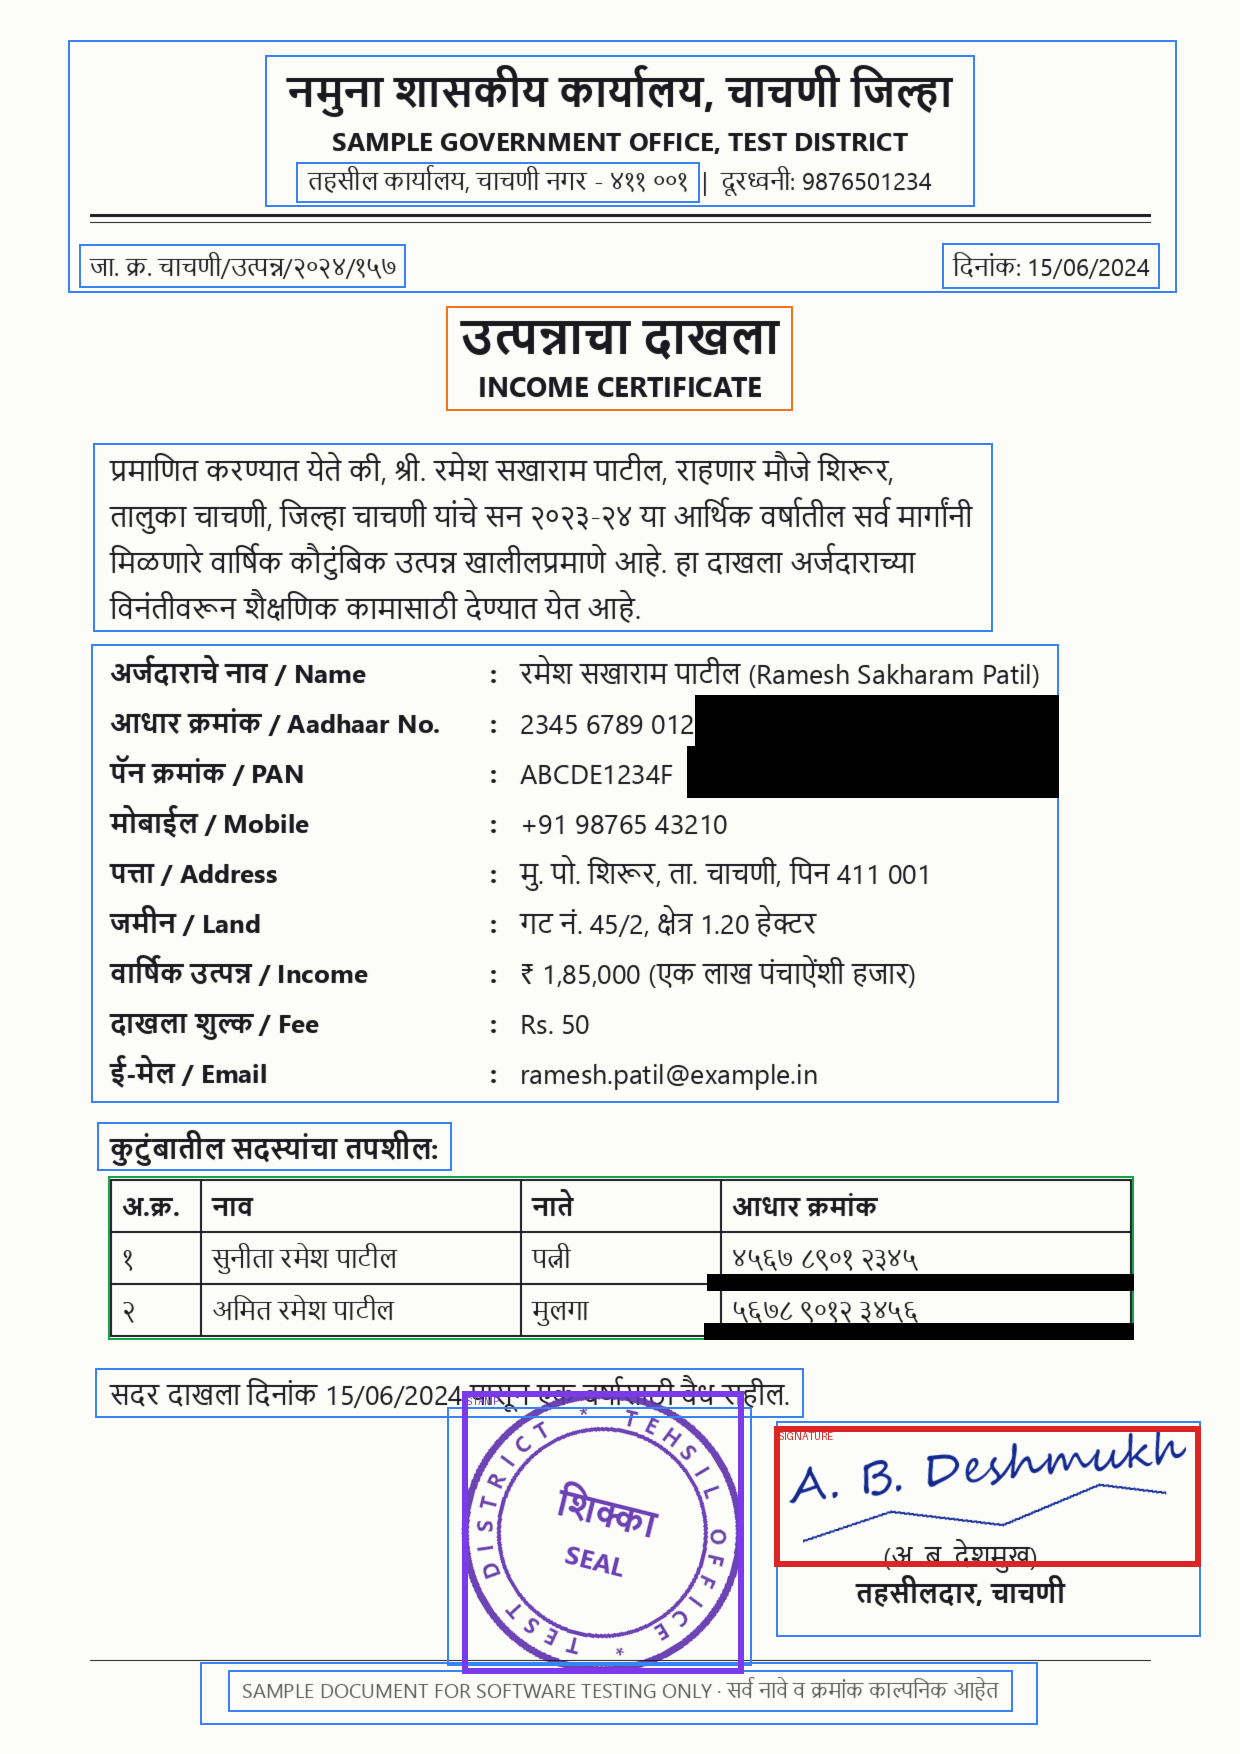 नमुना शासकीय कार्यालय, चाचणी जिल्हा
SAMPLE GOVERNMENT OFFICE, TEST DISTRICT
तहसील कार्यालय, चाचणी नगर - ४११ ००१ | दूरध्वनी: 9876501234
जा. क्र. चाचणी/उत्पन्न/२०२४/१५७ दिनांक: 15/06/2024
उत्पन्नाचा दाखला
INCOME CERTIFICATE
प्रमाणित करण्यात येते की, श्री. रमेश सखाराम पाटील, राहणार मौजे शिरूर,
तालुका चाचणी, जिल्हा चाचणी यांचे सन २०२३-२४ या आर्थिक वर्षातील सर्व मार्गांनी
मिळणारे वार्षिक कौटुंबिक उत्पन्न खालीलप्रमाणे आहे. हा दाखला अर्जदाराच्या
विनंतीवरून शैक्षणिक कामासाठी देण्यात येत आहे.
अर्जदाराचे नाव / Name : रमेश सखाराम पाटील (Ramesh Sakharam Patil)
आधार क्रमांक / Aadhaar No. : 2345 6789 012
पॅन क्रमांक / PAN : ABCDE1234F
मोबाईल / Mobile : +91 98765 43210
पत्ता / Address : मु. पो. शिरूर, ता. चाचणी, पिन 411 001
जमीन / Land : गट नं. 45/2, क्षेत्र 1.20 हेक्टर
वार्षिक उत्पन्न / Income : ₹ 1,85,000 (एक लाख पंचाऐंशी हजार)
दाखला शुल्क / Fee : Rs. 50
ई-मेल / Email : ramesh.patil@example.in
कुटुंबातील सदस्यांचा तपशील:
अ.क्र. नाव नाते आधार क्रमांक
१ सुनीता रमेश पाटील पत्नी ४५६७ ८९०१ २३४५
२ अमित रमेश पाटील मुलगा ५६७८ ९०१२ ३४५६
सदर दाखला दिनांक 15/06/2024 पासून एक वर्षासाठी वैध राहील.
STAMP
* TEHSIL OFFICE * TEST DISTRICT
शिक्का
SEAL
SIGNATURE
A. B. Deshmukh
(अ. ब. देशमुख)
तहसीलदार, चाचणी
SAMPLE DOCUMENT FOR SOFTWARE TESTING ONLY · सर्व नावे व क्रमांक काल्पनिक आहेत